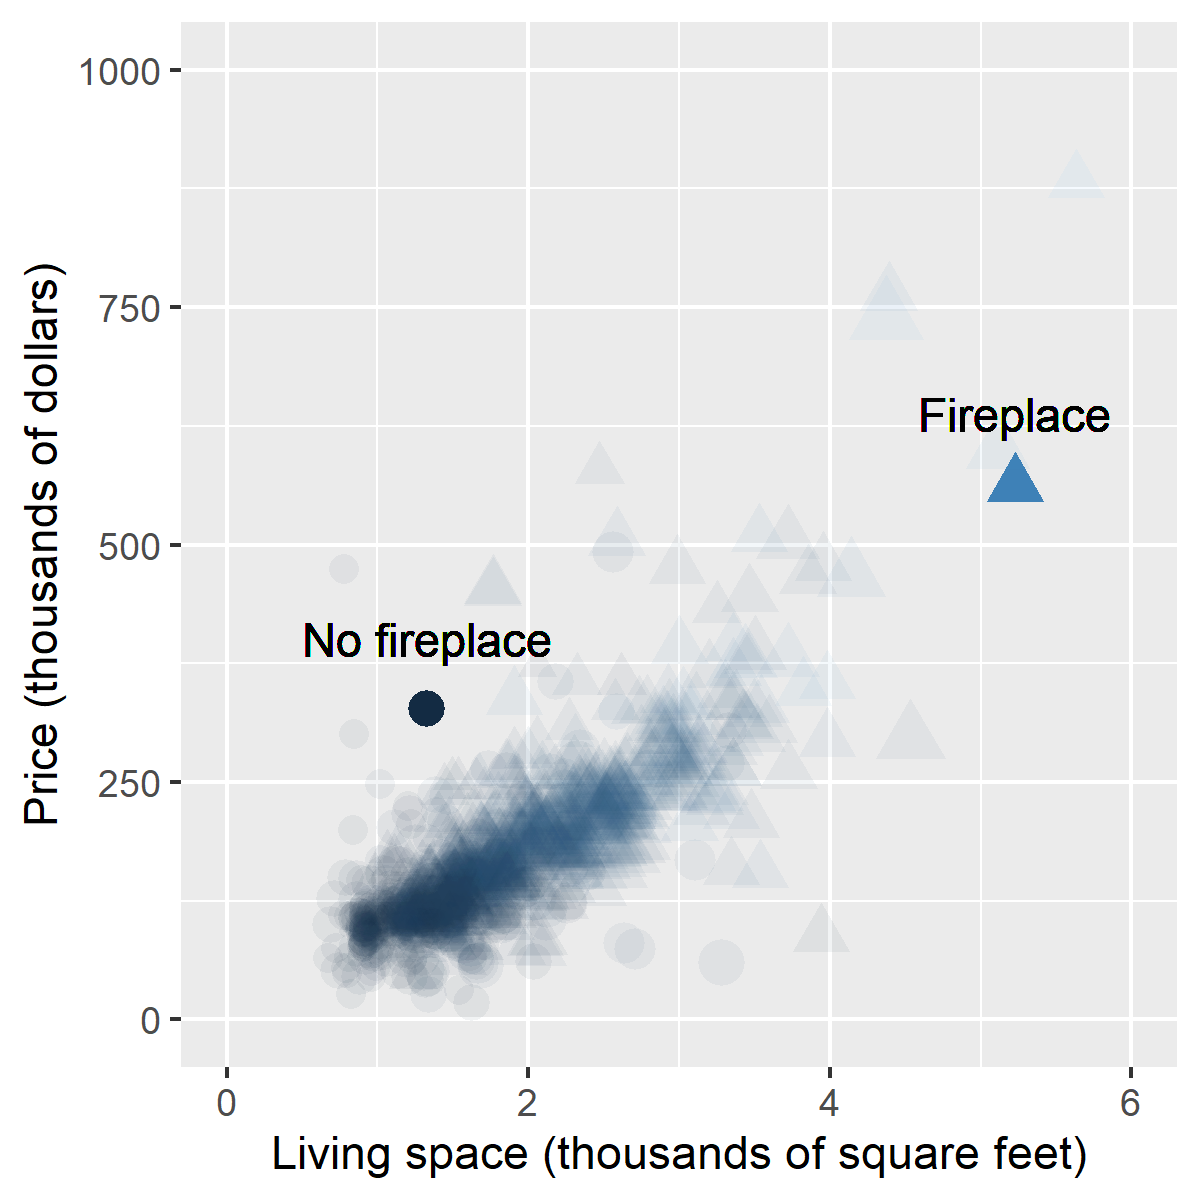 1000
750
500
250
0
Price (thousands of dollars)
Fireplace
No fireplace
0 2 4 6
Living space (thousands of square feet)